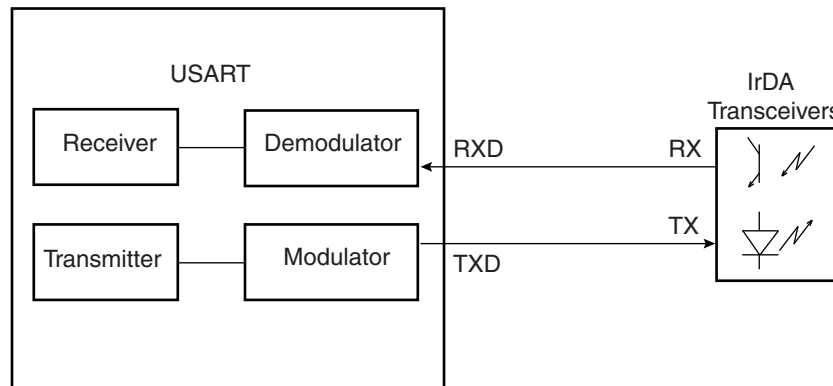 USART
IrDA
Transceivers
Receiver
Demodulator
RXD
RX
Transmitter
Modulator
TXD
TX